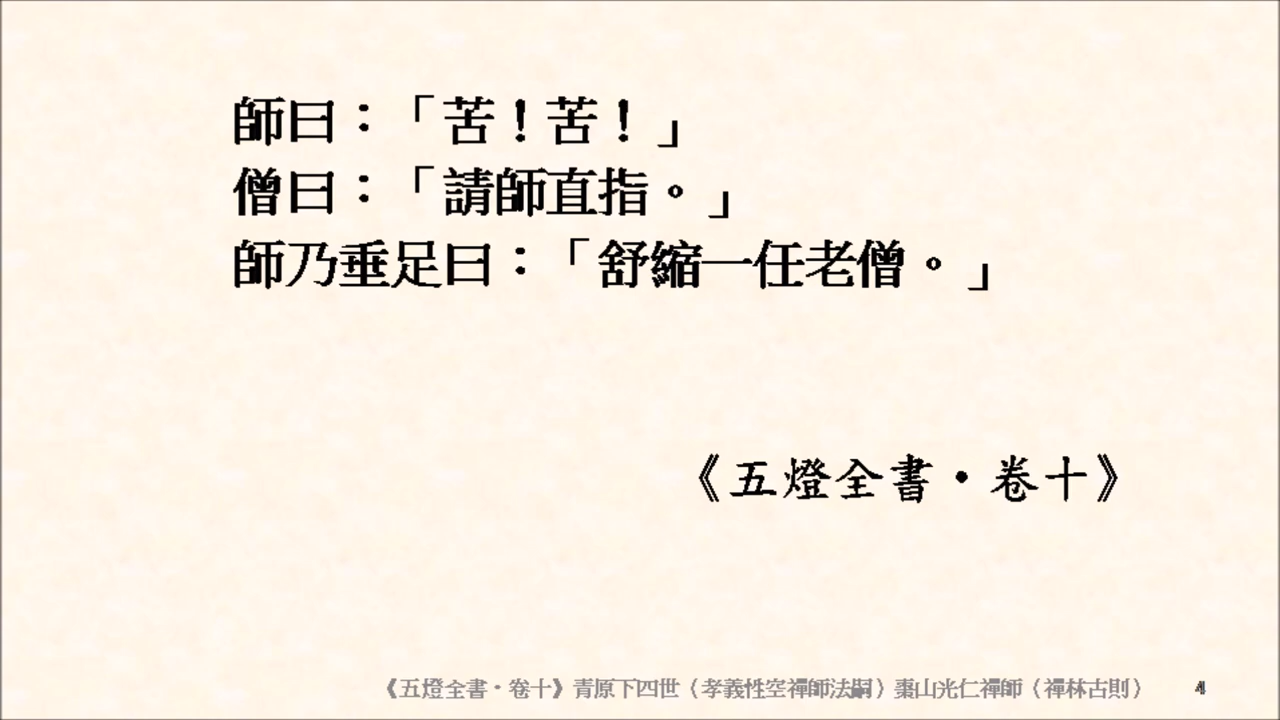 師曰：「苦！苦！」
僧曰：「請師直指。」
師乃垂足曰：「舒縮一任老僧。」
《五燈全書・卷十》
《五燈全書・卷十》青原下四世（孝義性空禪師法嗣）棗山光仁禪師（禪林古則） 4